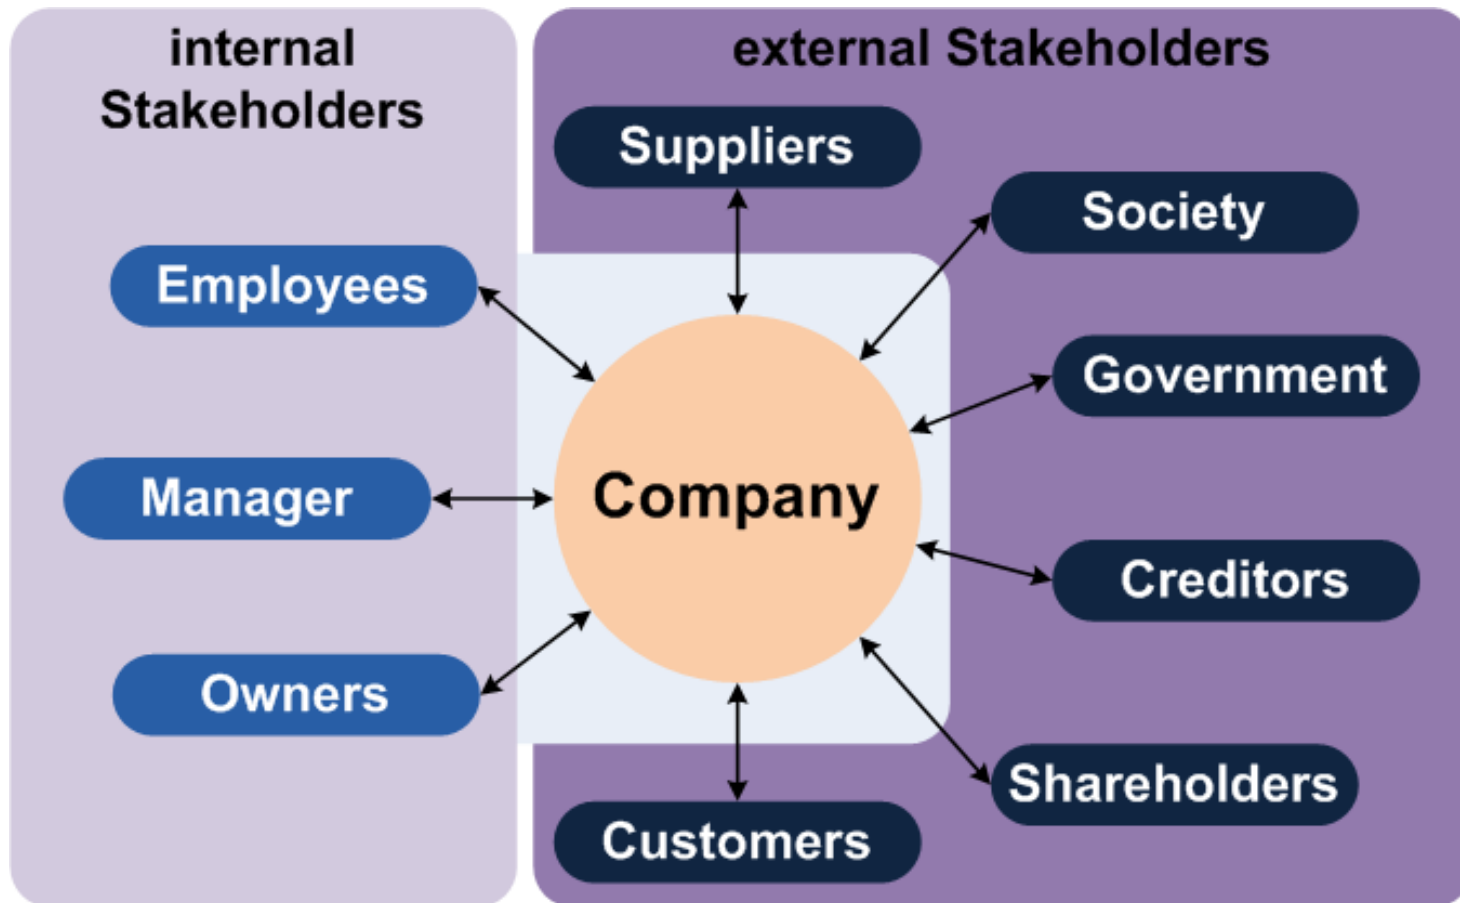 internal
Stakeholders
external Stakeholders
Suppliers
Society
Employees
Government
Manager
Company
Creditors
Owners
Shareholders
Customers